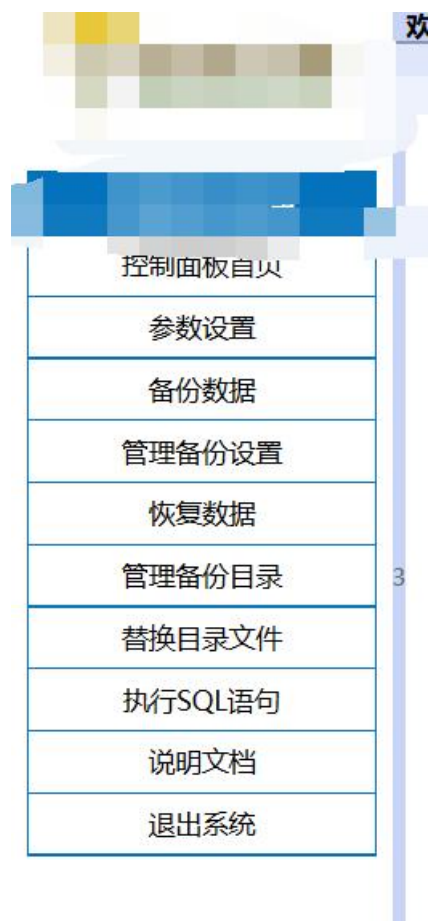 欢
控制面板首页
参数设置
备份数据
管理备份设置
恢复数据
管理备份目录
3
替换目录文件
执行SQL语句
说明文档
退出系统